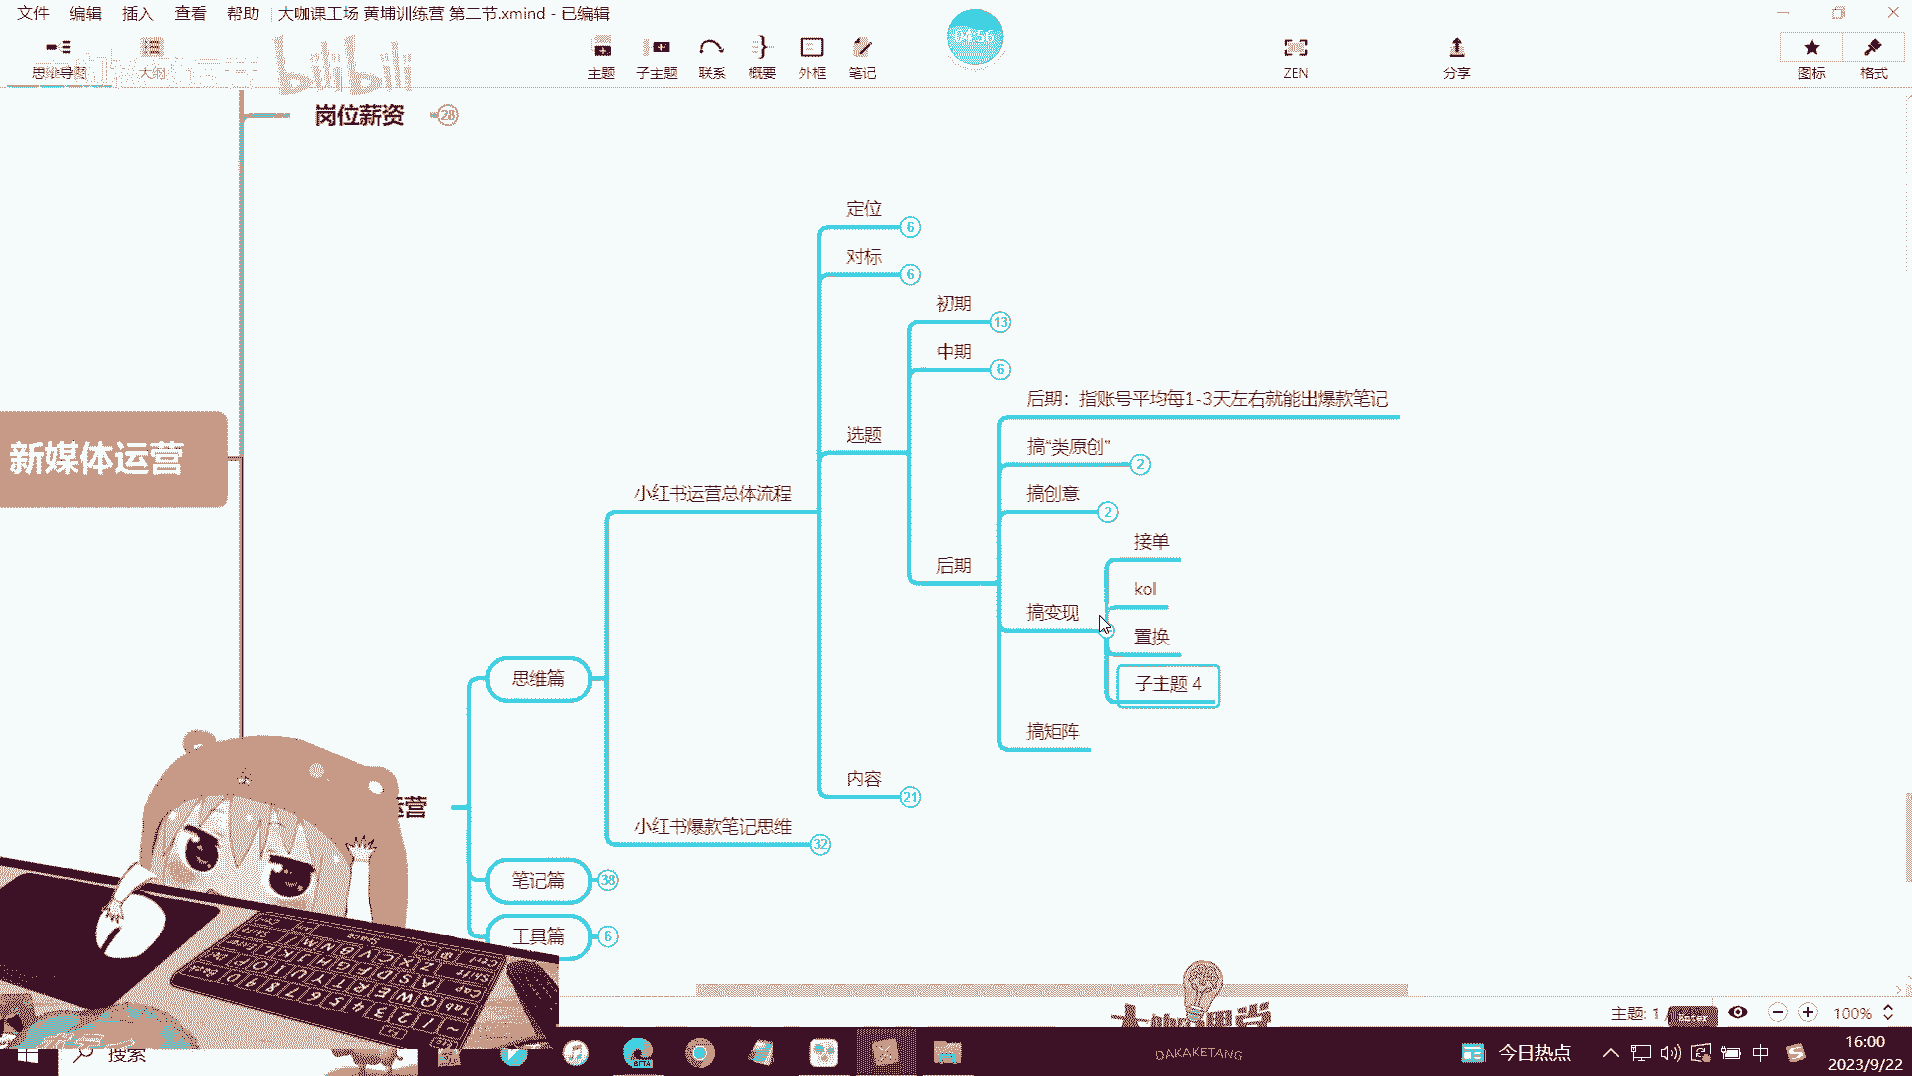 文件 编辑 插入 查看 帮助 大咖课工场 黄埔训练营 第二节.xmind - 已编辑
bilibili
04:56
思维导图 大纲 主题 子主题 联系 概要 外框 笔记 ZEN 分享 图标 格式
岗位薪资 28
定位 6
对标 6
初期 13
中期 6
后期：指账号平均每1-3天左右就能出爆款笔记
选题
搞“类原创” 2
新媒体运营
小红书运营总体流程
搞创意 2
接单
后期
kol
搞变现
置换
思维篇
子主题 4
搞矩阵
内容 21
运营
小红书爆款笔记思维 32
笔记篇 38
工具篇 6
主题: 1 /
Enter
100%
搜索
BETA
DAKAKETANG
今日热点
中
16:00
2023/9/22